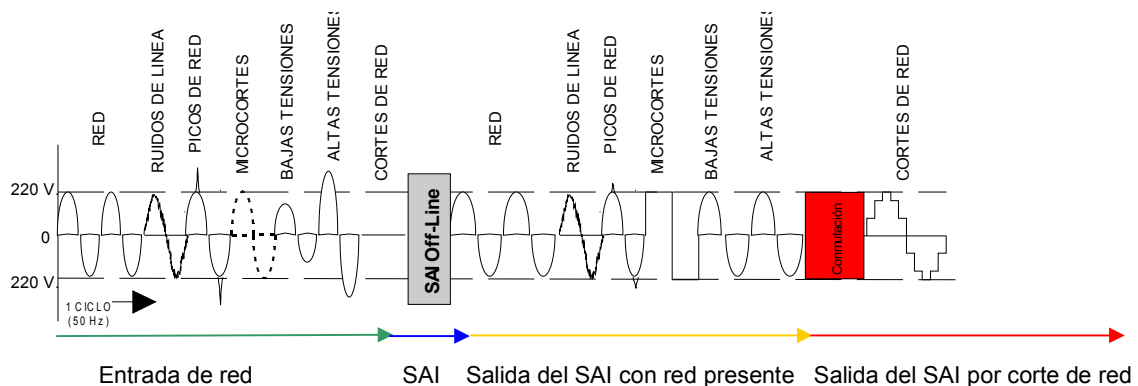 RED
RUIDOS DE LINEA
PICOS DE RED
MICROCORTES
BAJAS TENSIONES
ALTAS TENSIONES
CORTES DE RED
RED
RUIDOS DE LINEA
PICOS DE RED
MICROCORTES
BAJAS TENSIONES
ALTAS TENSIONES
CORTES DE RED
220 V.
0
220 V.
1 CICLO
(50 Hz)
SAI Off-Line
Conmutación
Entrada de red
SAI
Salida del SAI con red presente
Salida del SAI por corte de red